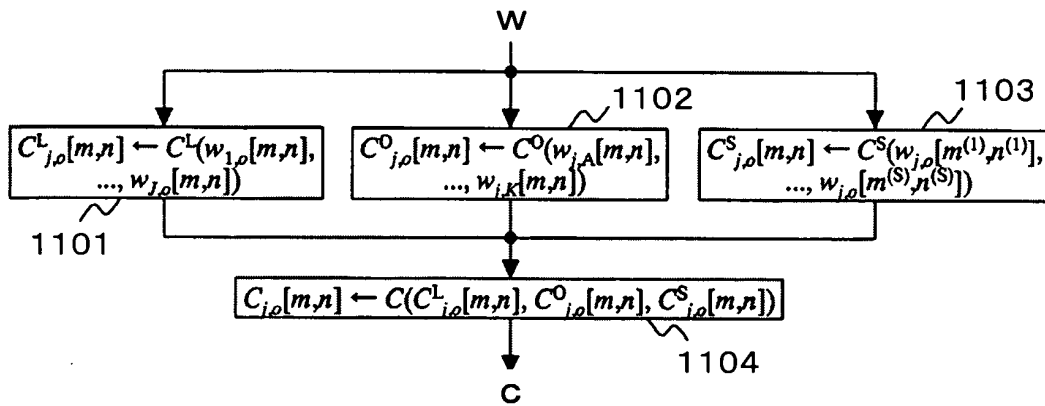 W
1102
1103
C^L_{j,o}[m,n] ← C^L(w_{1,o}[m,n],
..., w_{J,o}[m,n])
C^O_{j,o}[m,n] ← C^O(w_{j,A}[m,n],
..., w_{j,K}[m,n])
C^S_{j,o}[m,n] ← C^S(w_{j,o}[m^{(1)},n^{(1)}],
..., w_{j,o}[m^{(S)},n^{(S)}])
1101
C_{j,o}[m,n] ← C(C^L_{j,o}[m,n], C^O_{j,o}[m,n], C^S_{j,o}[m,n])
1104
C